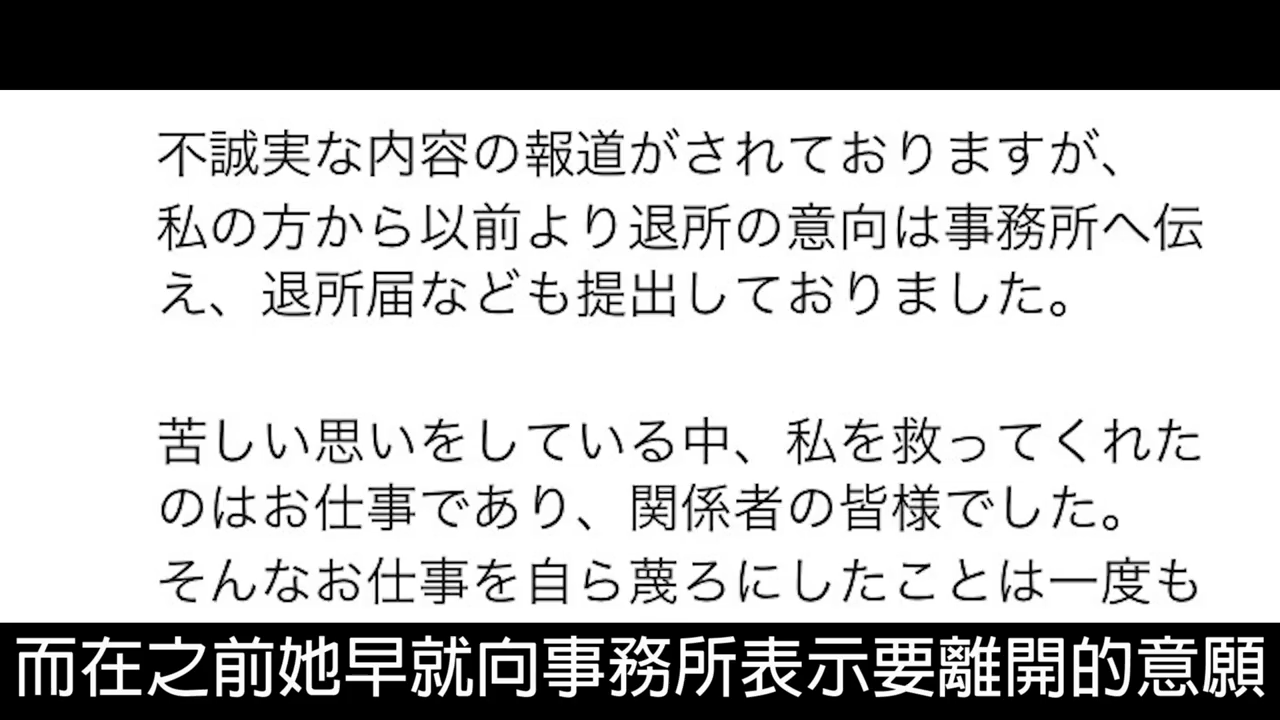 不誠実な内容の報道がされておりますが、
私の方から以前より退所の意向は事務所へ伝
え、退所届なども提出しておりました。
苦しい思いをしている中、私を救ってくれた
のはお仕事であり、関係者の皆様でした。
そんなお仕事を自ら蔑ろにしたことは一度も
而在之前她早就向事務所表示要離開的意願